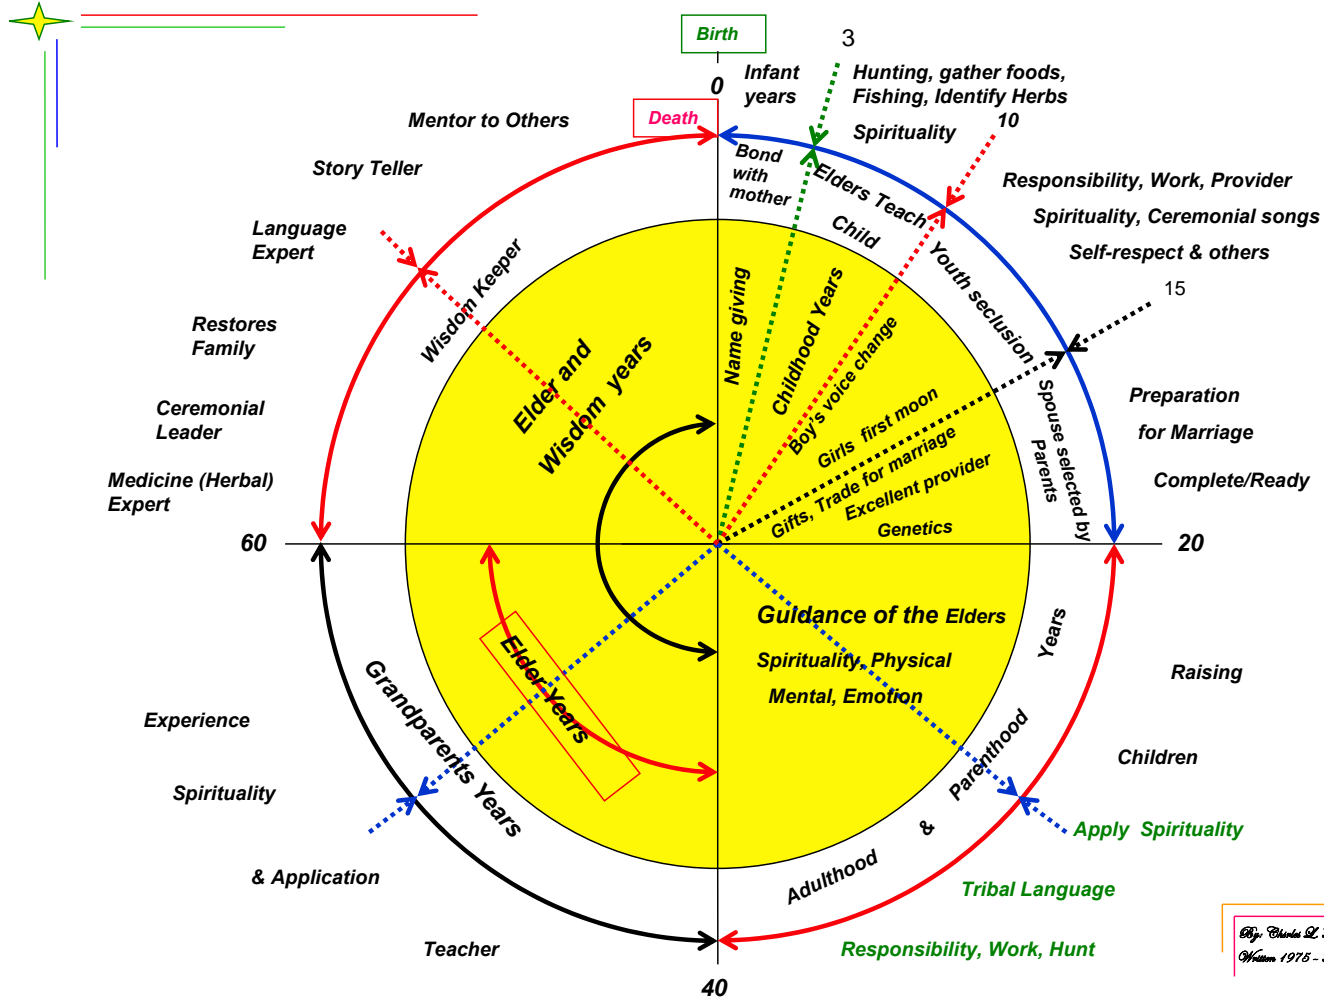 Birth
3
0
Infant
years
Hunting, gather foods,
Fishing, Identify Herbs
Spirituality
10
Death
Mentor to Others
Story Teller
Language
Expert
Restores
Family
Ceremonial
Leader
Medicine (Herbal)
Expert
Bond
with
mother
Elders Teach
Child
Responsibility, Work, Provider
Spirituality, Ceremonial songs
Self-respect & others
15
Youth seclusion
Wisdom Keeper
Elder and
Wisdom years
Name giving
Childhood Years
Boy's voice change
Girls first moon
Gifts, Trade for marriage
Excellent provider
Genetics
Spouse selected by
Parents
Preparation
for Marriage
Complete/Ready
60
20
Guidance of the Elders
Spirituality, Physical
Mental, Emotion
Years
Parenthood
&
Adulthood
Raising
Children
Apply Spirituality
Tribal Language
Responsibility, Work, Hunt
Elder Years
Grandparents Years
Experience
Spirituality
& Application
Teacher
40
By: Charles L.
Written 1975 -